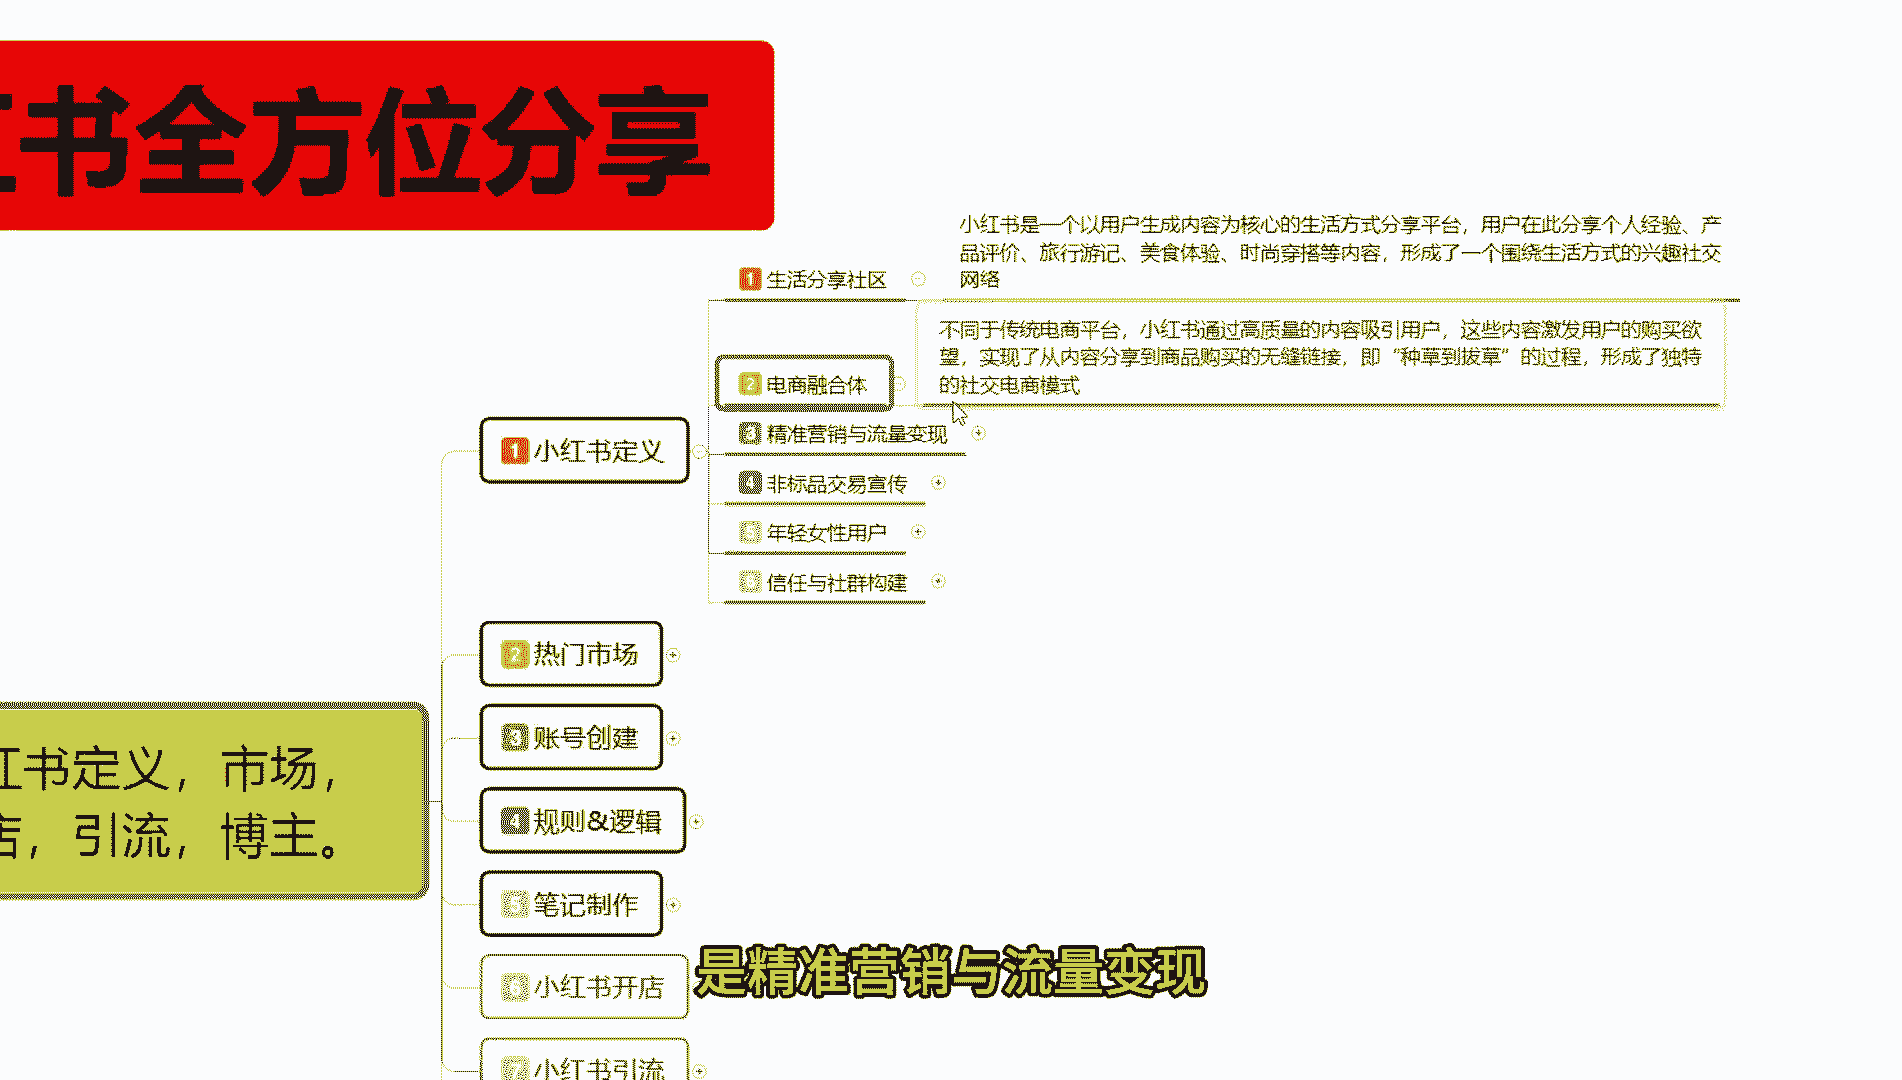 书全方位分享
小红书是一个以用户生成内容为核心的生活方式分享平台，用户在此分享个人经验、产
品评价、旅行游记、美食体验、时尚穿搭等内容，形成了一个围绕生活方式的兴趣社交
网络
1 生活分享社区
不同于传统电商平台，小红书通过高质量的内容吸引用户，这些内容激发用户的购买欲
望，实现了从内容分享到商品购买的无缝链接，即“种草到拔草”的过程，形成了独特
的社交电商模式
2 电商融合体
3 精准营销与流量变现
4 非标品交易宣传
5 年轻女性用户
信任与社群构建
1 小红书定义
2 热门市场
3 账号创建
4 规则&逻辑
5 笔记制作
6 小红书开店
7 小红书引流
红书定义，市场，
店，引流，博主。
是精准营销与流量变现